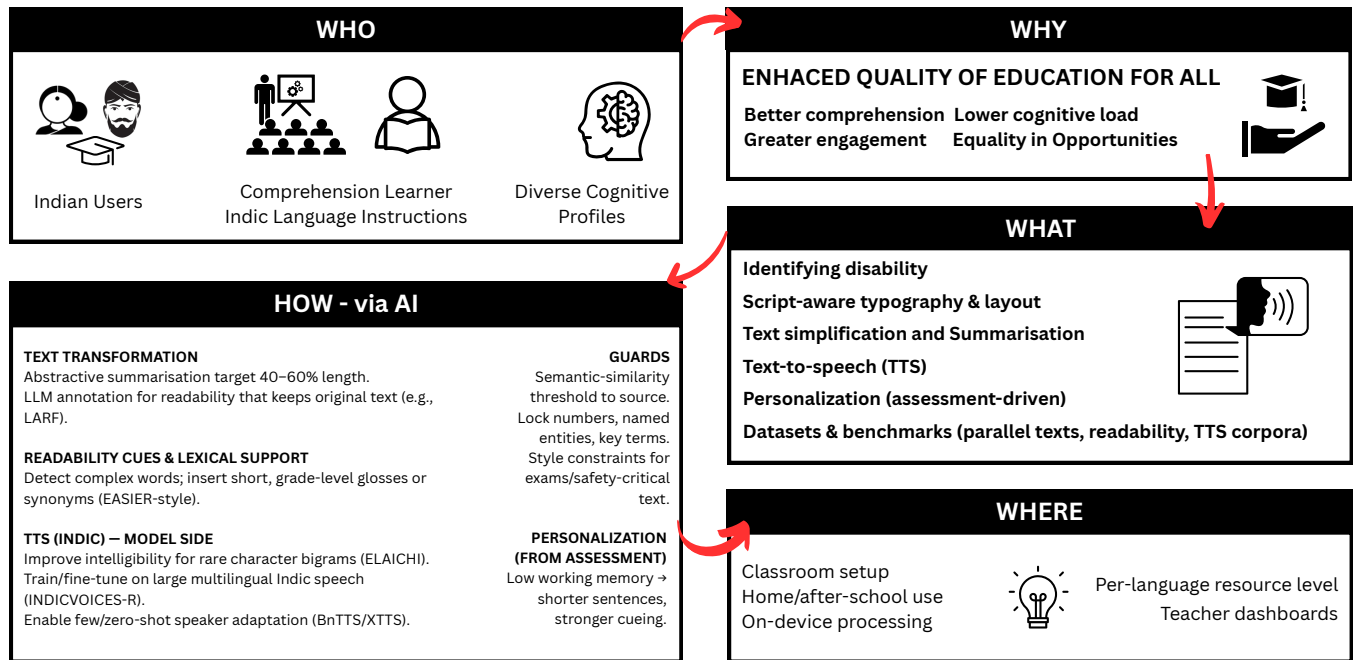 WHO
Indian Users
Comprehension Learner
Indic Language Instructions
Diverse Cognitive
Profiles
WHY
ENHACED QUALITY OF EDUCATION FOR ALL
Better comprehension Lower cognitive load
Greater engagement Equality in Opportunities
WHAT
Identifying disability
Script-aware typography & layout
Text simplification and Summarisation
Text-to-speech (TTS)
Personalization (assessment-driven)
Datasets & benchmarks (parallel texts, readability, TTS corpora)
HOW - via AI
TEXT TRANSFORMATION
Abstractive summarisation target 40–60% length.
LLM annotation for readability that keeps original text (e.g.,
LARF).
READABILITY CUES & LEXICAL SUPPORT
Detect complex words; insert short, grade-level glosses or
synonyms (EASIER-style).
TTS (INDIC) — MODEL SIDE
Improve intelligibility for rare character bigrams (ELAICHI).
Train/fine-tune on large multilingual Indic speech
(INDICVOICES-R).
Enable few/zero-shot speaker adaptation (BnTTS/XTTS).
GUARDS
Semantic-similarity
threshold to source.
Lock numbers, named
entities, key terms.
Style constraints for
exams/safety-critical
text.
PERSONALIZATION
(FROM ASSESSMENT)
Low working memory →
shorter sentences,
stronger cueing.
WHERE
Classroom setup
Home/after-school use
On-device processing
Per-language resource level
Teacher dashboards